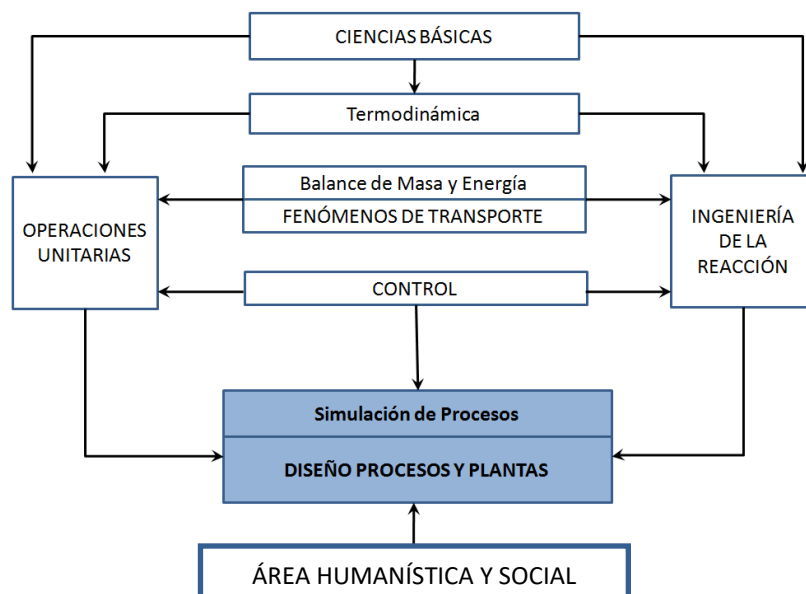 CIENCIAS BÁSICAS
Termodinámica
Balance de Masa y Energía
FENÓMENOS DE TRANSPORTE
OPERACIONES
UNITARIAS
INGENIERÍA
DE LA
REACCIÓN
CONTROL
Simulación de Procesos
DISEÑO PROCESOS Y PLANTAS
ÁREA HUMANÍSTICA Y SOCIAL